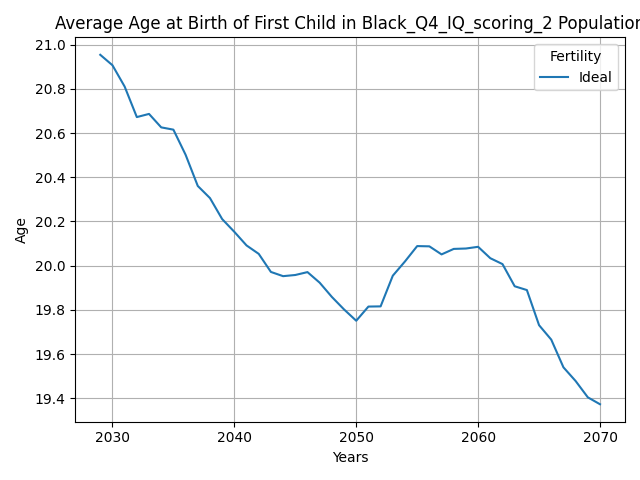 Average Age at Birth of First Child in Black_Q4_IQ_scoring_2 Population
21.0
20.8
20.6
20.4
20.2
20.0
19.8
19.6
19.4
Age
Fertility
Ideal
2030 2040 2050 2060 2070
Years